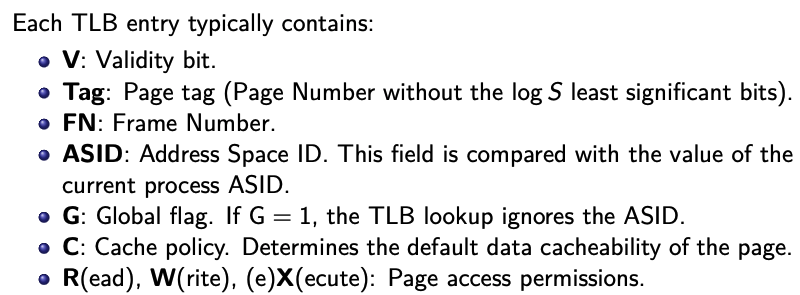 Each TLB entry typically contains:
V: Validity bit.
Tag: Page tag (Page Number without the log S least significant bits).
FN: Frame Number.
ASID: Address Space ID. This field is compared with the value of the
current process ASID.
G: Global flag. If G = 1, the TLB lookup ignores the ASID.
C: Cache policy. Determines the default data cacheability of the page.
R(ead), W(rite), (e)X(ecute): Page access permissions.